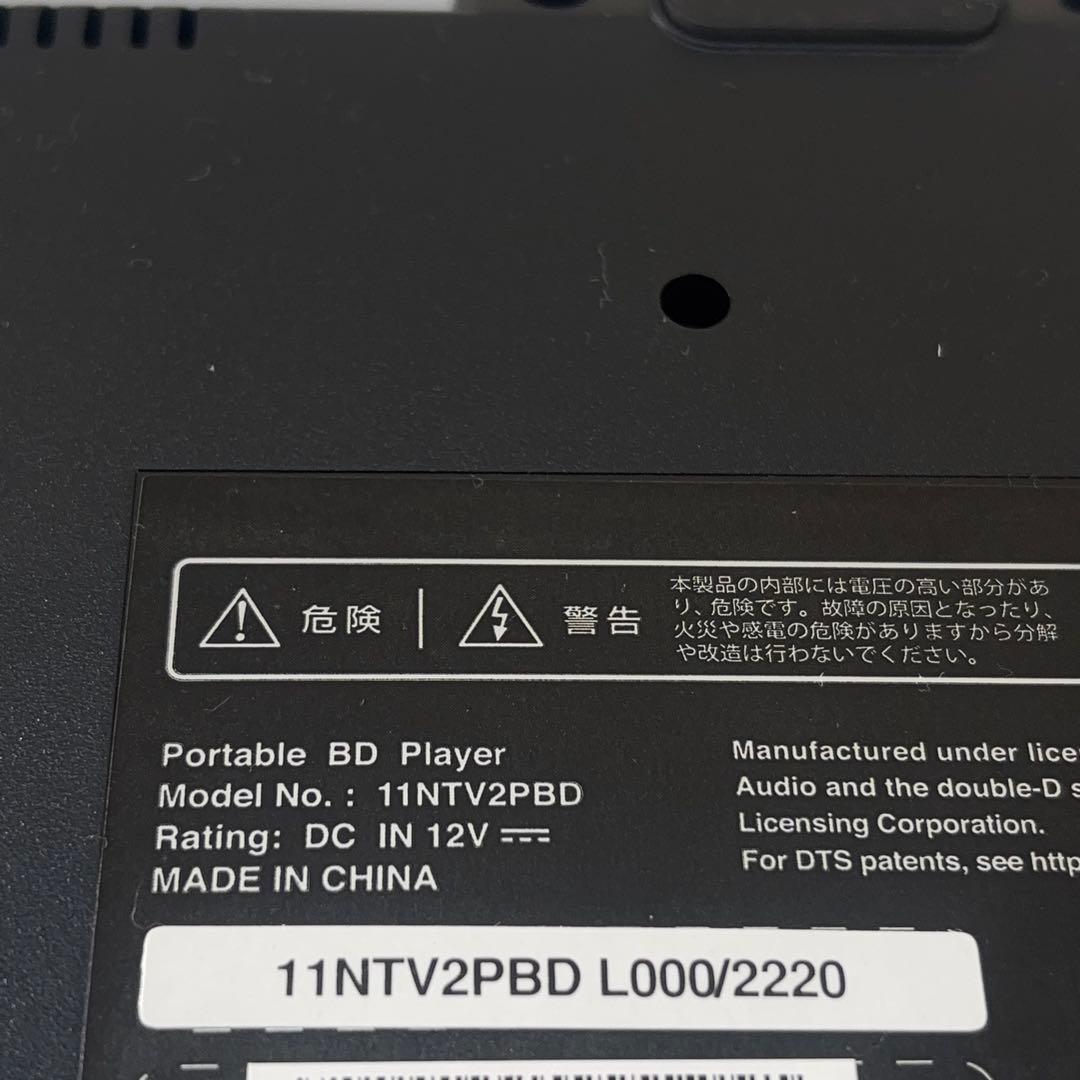 危険 警告
本製品の内部には電圧の高い部分があ
り、危険です。故障の原因となったり、
火災や感電の危険がありますから分解
や改造は行わないでください。
Portable BD Player
Model No. : 11NTV2PBD
Rating: DC IN 12V
MADE IN CHINA
Manufactured under
Audio and the double-D
Licensing Corporation.
For DTS patents, see
11NTV2PBD L000/2220